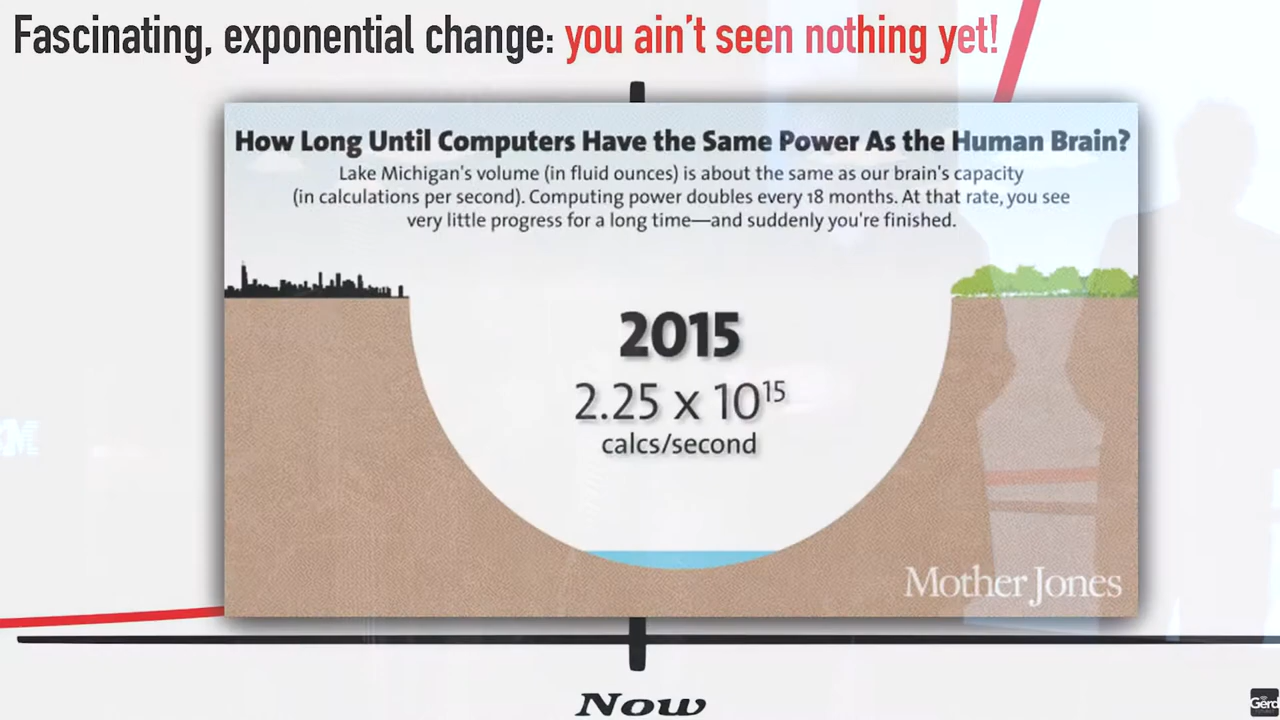 Fascinating, exponential change: you ain't seen nothing yet!
How Long Until Computers Have the Same Power As the Human Brain?
Lake Michigan's volume (in fluid ounces) is about the same as our brain's capacity
(in calculations per second). Computing power doubles every 18 months. At that rate, you see
very little progress for a long time—and suddenly you're finished.
2015
2.25 x 10¹⁵
calcs/second
Mother Jones
Now
Gerd